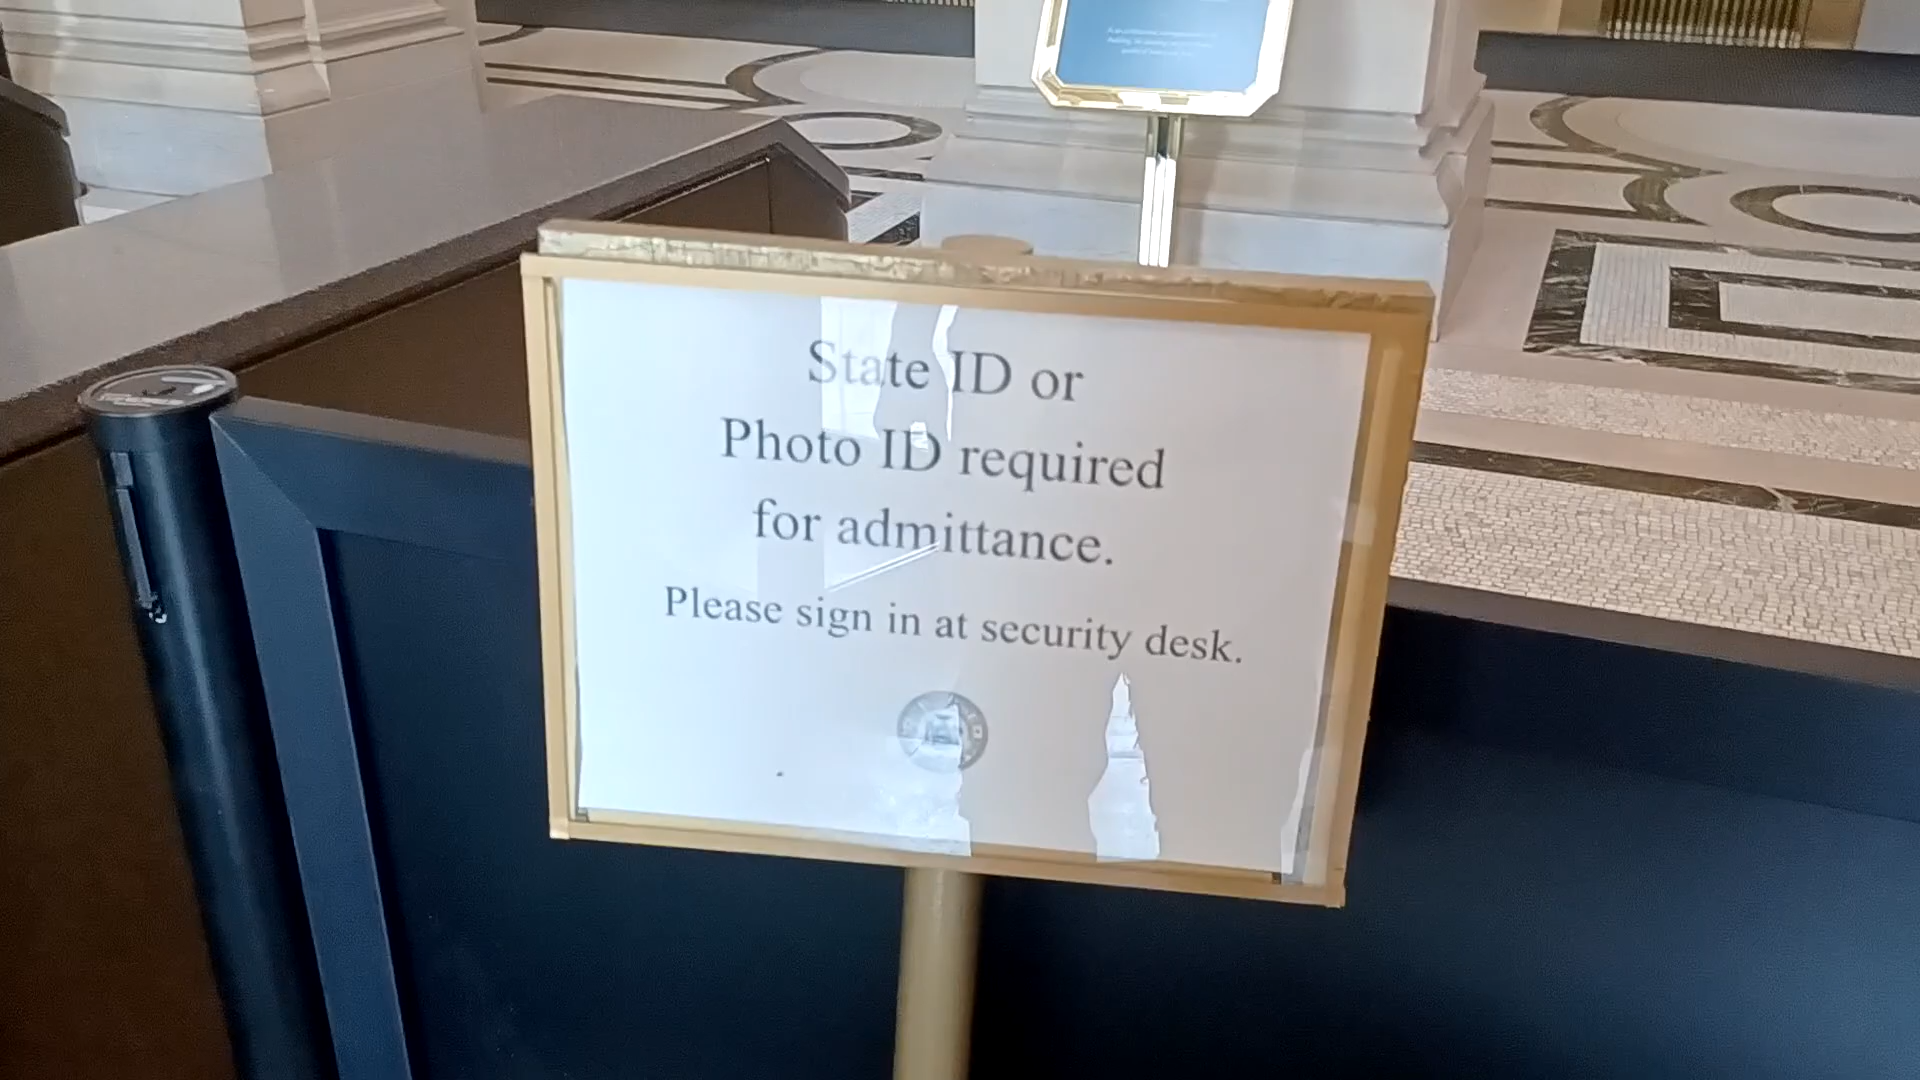 State ID or
Photo ID required
for admittance.
Please sign in at security desk.